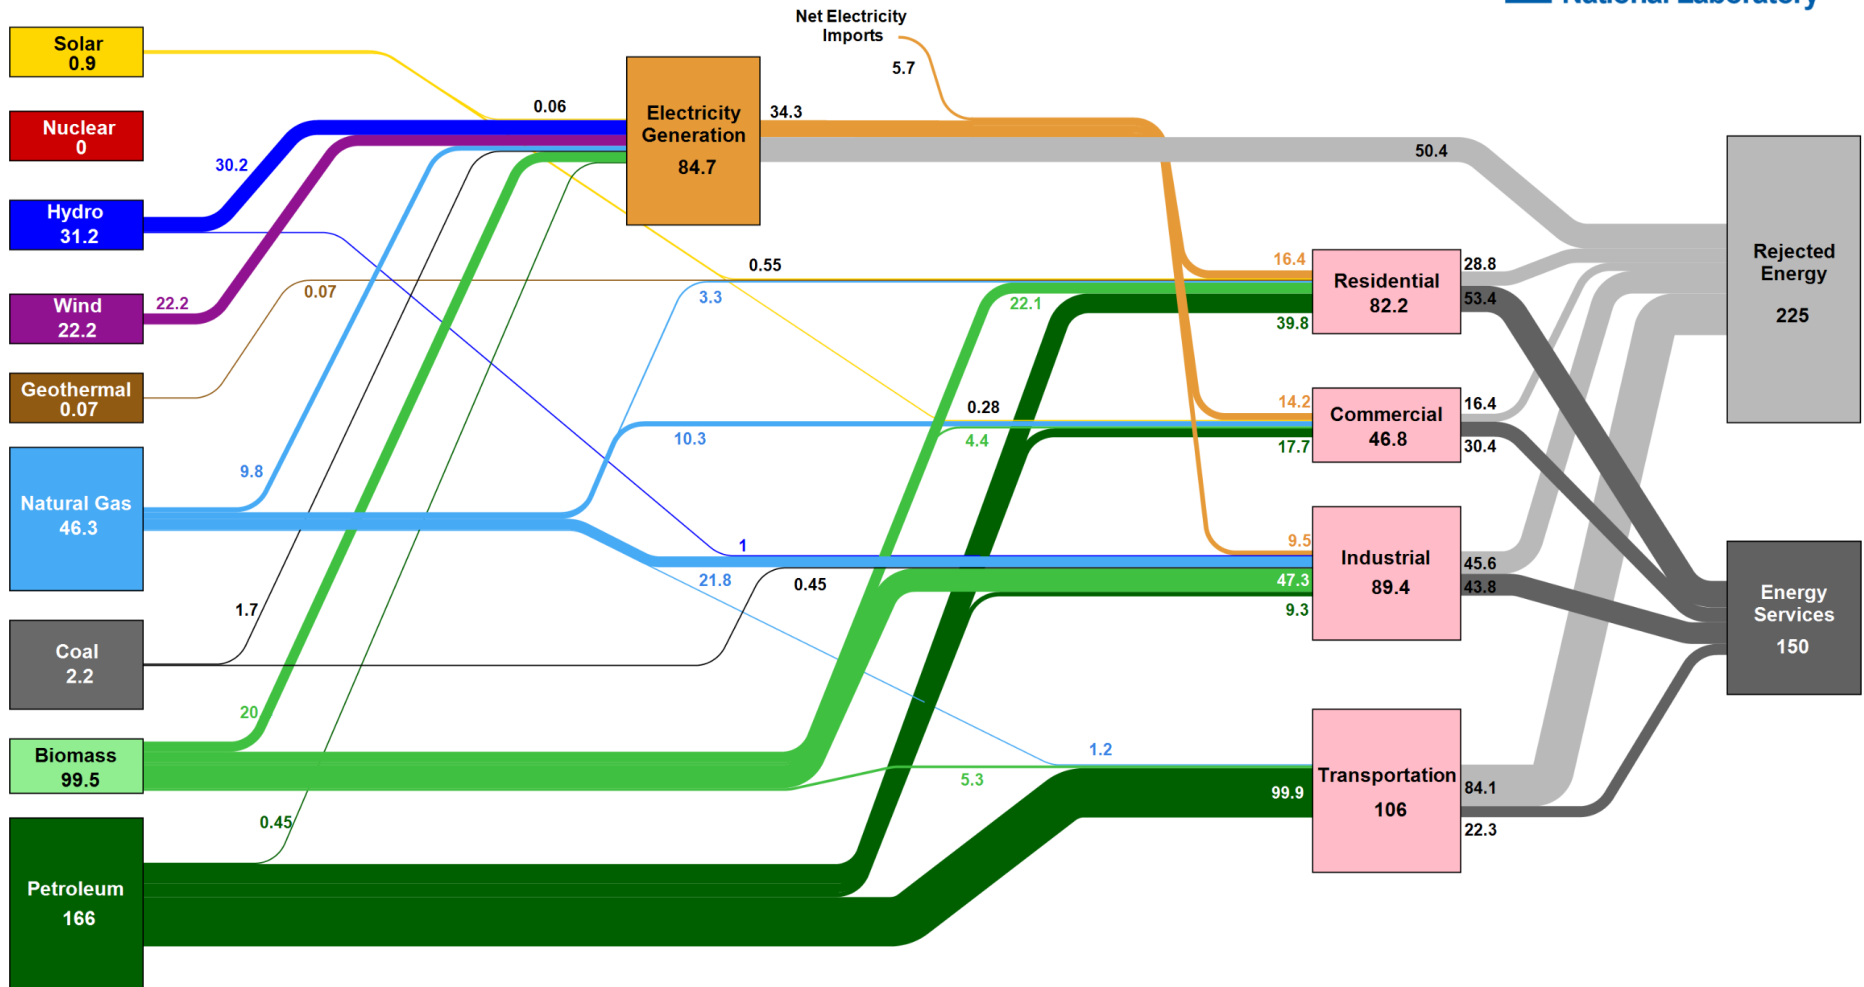 National Laboratory
Net Electricity
Imports
5.7
Solar
0.9
Nuclear
0
Hydro
31.2
Wind
22.2
Geothermal
0.07
Natural Gas
46.3
Coal
2.2
Biomass
99.5
Petroleum
166
0.06
30.2
22.2
0.07
9.8
1.7
20
0.45
Electricity
Generation
84.7
34.3
50.4
0.55
3.3
22.1
10.3
0.28
4.4
1
21.8
0.45
5.3
1.2
16.4
39.8
14.2
17.7
9.5
47.3
9.3
99.9
Residential
82.2
28.8
53.4
Commercial
46.8
16.4
30.4
Industrial
89.4
45.6
43.8
Transportation
106
84.1
22.3
Rejected
Energy
225
Energy
Services
150